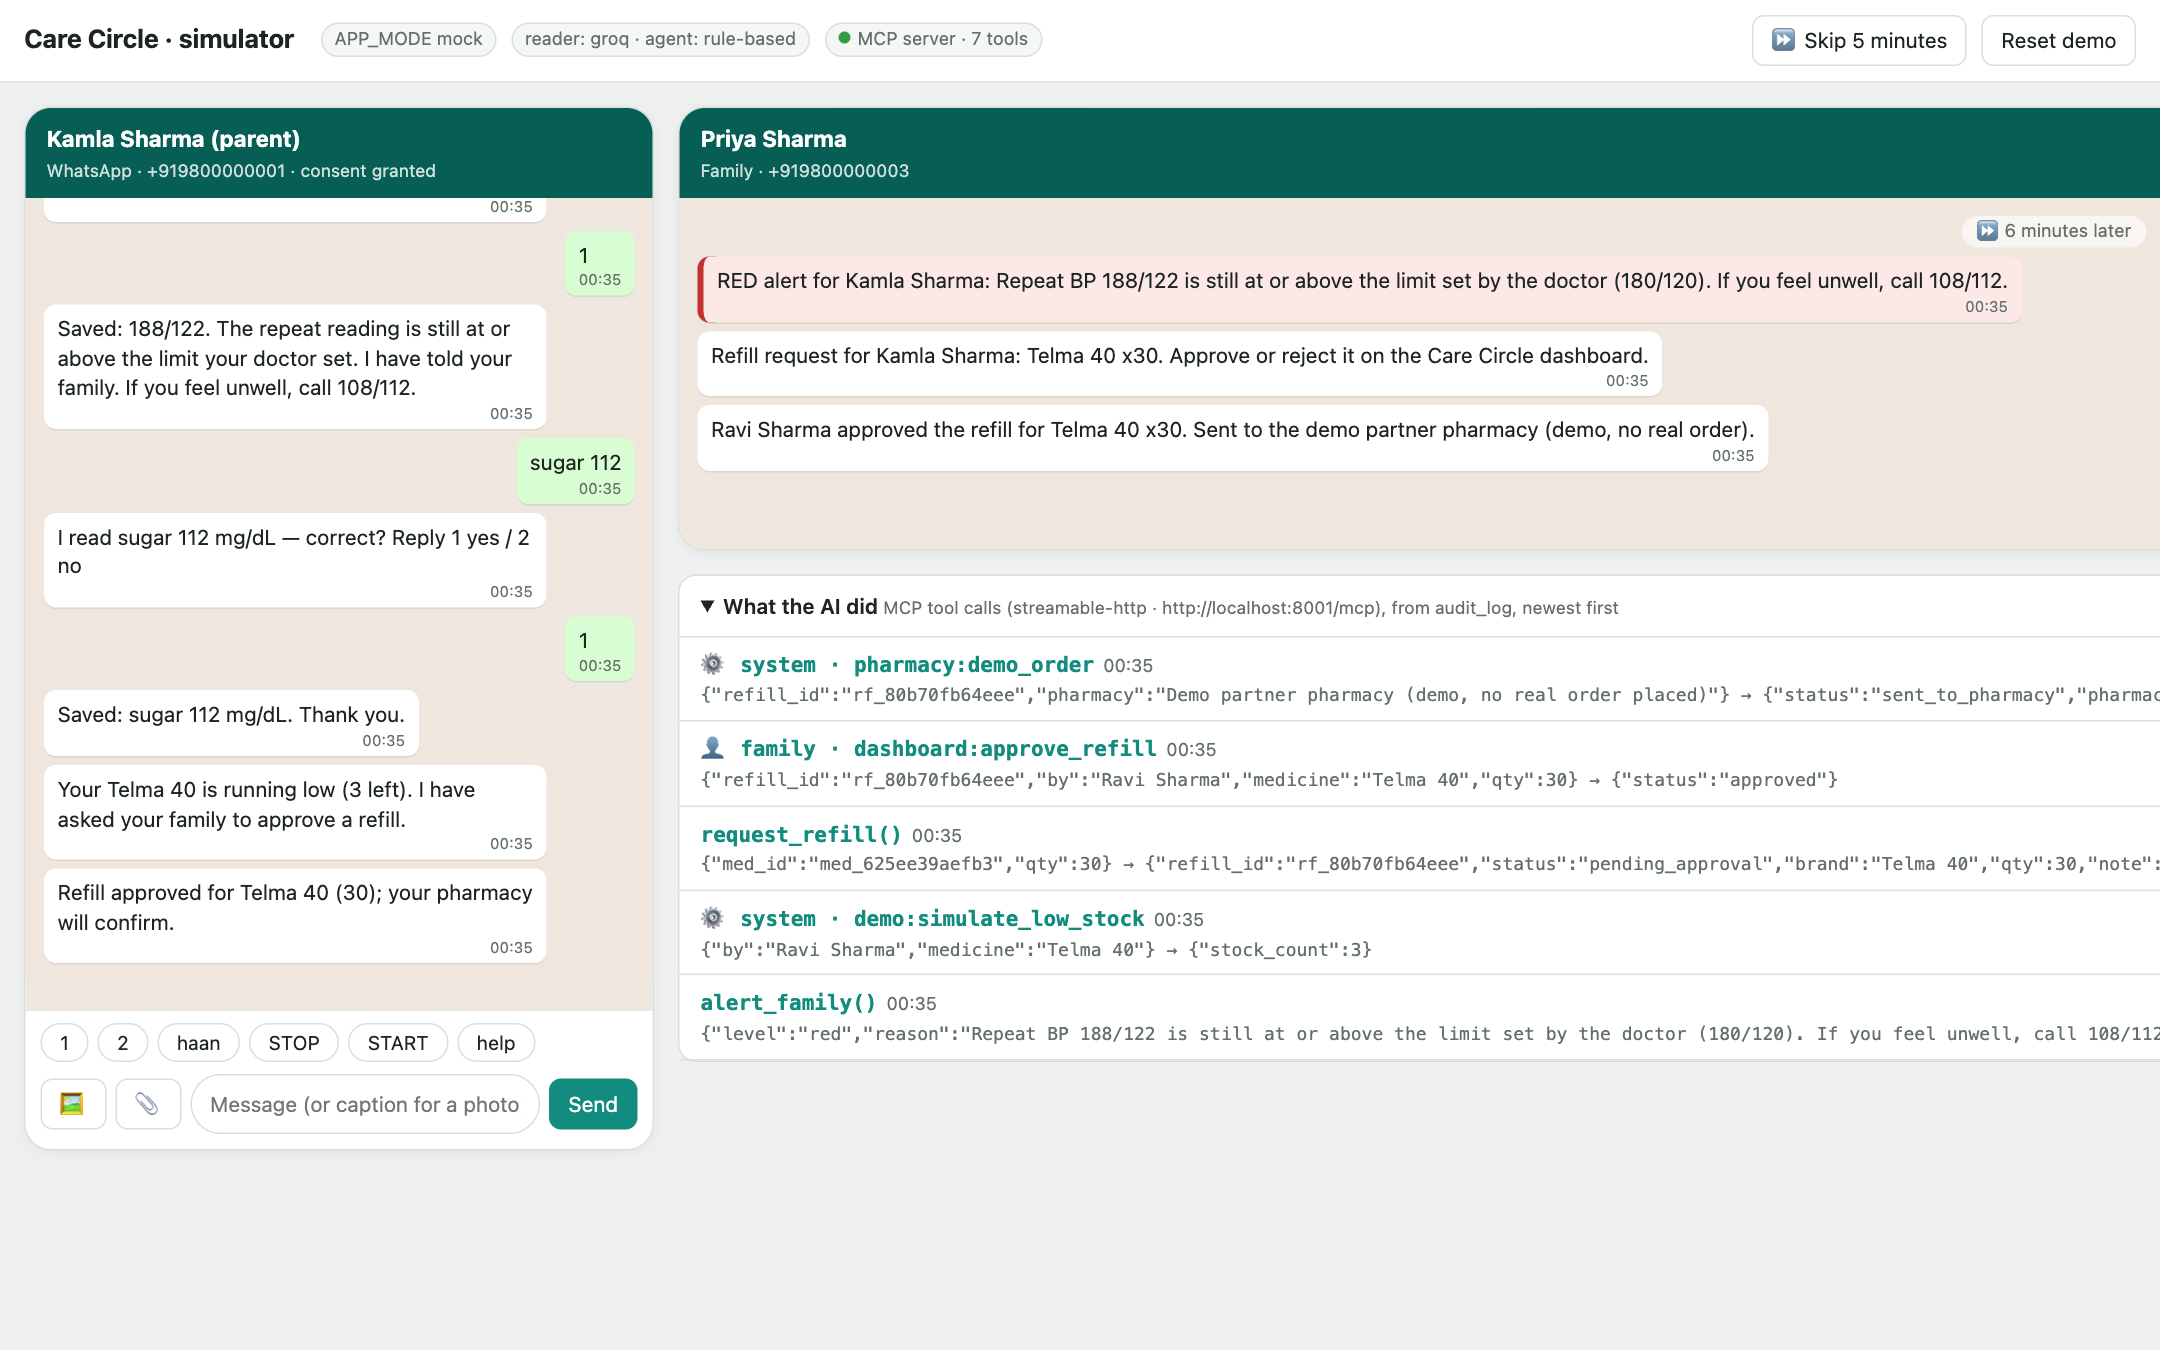 Care Circle · simulator
APP_MODE mock
reader: groq · agent: rule-based
MCP server · 7 tools
⏩ Skip 5 minutes
Reset demo
Kamla Sharma (parent)
WhatsApp · +919800000001 · consent granted
00:35
1
00:35
Saved: 188/122. The repeat reading is still at or
above the limit your doctor set. I have told your
family. If you feel unwell, call 108/112.
00:35
sugar 112
00:35
I read sugar 112 mg/dL — correct? Reply 1 yes / 2
no
00:35
1
00:35
Saved: sugar 112 mg/dL. Thank you.
00:35
Your Telma 40 is running low (3 left). I have
asked your family to approve a refill.
00:35
Refill approved for Telma 40 (30); your pharmacy
will confirm.
00:35
1
2
haan
STOP
START
help
Message (or caption for a photo
Send
Priya Sharma
Family · +919800000003
⏩ 6 minutes later
RED alert for Kamla Sharma: Repeat BP 188/122 is still at or above the limit set by the doctor (180/120). If you feel unwell, call 108/112.
00:35
Refill request for Kamla Sharma: Telma 40 x30. Approve or reject it on the Care Circle dashboard.
00:35
Ravi Sharma approved the refill for Telma 40 x30. Sent to the demo partner pharmacy (demo, no real order).
00:35
▼ What the AI did MCP tool calls (streamable-http · http://localhost:8001/mcp), from audit_log, newest first
system · pharmacy:demo_order 00:35
{"refill_id":"rf_80b70fb64eee","pharmacy":"Demo partner pharmacy (demo, no real order placed)"} → {"status":"sent_to_pharmacy","pharmac
family · dashboard:approve_refill 00:35
{"refill_id":"rf_80b70fb64eee","by":"Ravi Sharma","medicine":"Telma 40","qty":30} → {"status":"approved"}
request_refill() 00:35
{"med_id":"med_625ee39aefb3","qty":30} → {"refill_id":"rf_80b70fb64eee","status":"pending_approval","brand":"Telma 40","qty":30,"note":
system · demo:simulate_low_stock 00:35
{"by":"Ravi Sharma","medicine":"Telma 40"} → {"stock_count":3}
alert_family() 00:35
{"level":"red","reason":"Repeat BP 188/122 is still at or above the limit set by the doctor (180/120). If you feel unwell, call 108/112